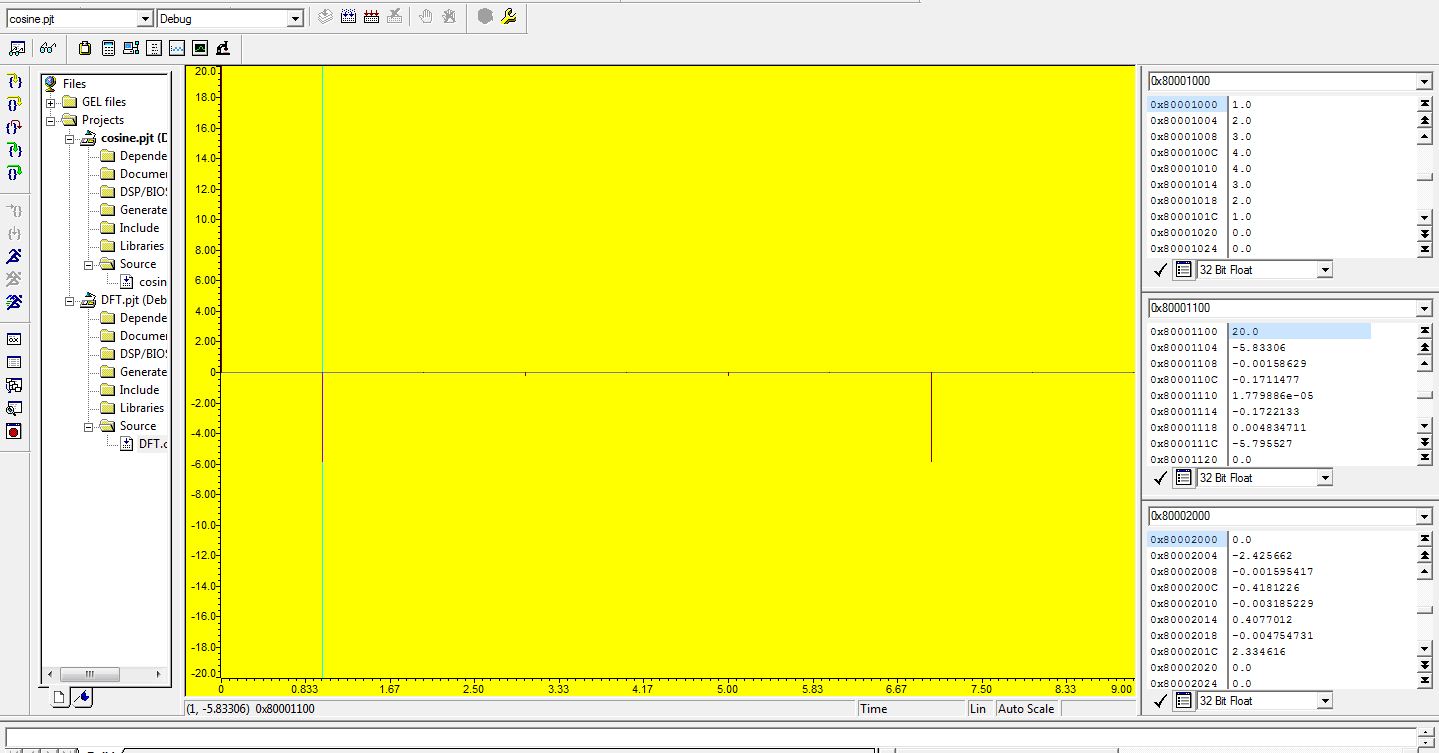 cosine.pjt
Debug
Files
GEL files
Projects
cosine.pjt (D
Depende
Documer
DSP/BIO
Generate
Include
Libraries
Source
cosin
DFT.pjt (Deb
Depende
Documer
DSP/BIO
Generate
Include
Libraries
Source
DFT.c
20.0
18.0
16.0
14.0
12.0
10.0
8.00
6.00
4.00
2.00
0
-2.00
-4.00
-6.00
-8.00
-10.0
-12.0
-14.0
-16.0
-18.0
-20.0
0 0.833 1.67 2.50 3.33 4.17 5.00 5.83 6.67 7.50 8.33 9.00
(1, -5.83306) 0x80001100 Time Lin Auto Scale
0x80001000
0x80001000 1.0
0x80001004 2.0
0x80001008 3.0
0x8000100C 4.0
0x80001010 4.0
0x80001014 3.0
0x80001018 2.0
0x8000101C 1.0
0x80001020 0.0
0x80001024 0.0
32 Bit Float
0x80001100
0x80001100 20.0
0x80001104 -5.83306
0x80001108 -0.00158629
0x8000110C -0.1711477
0x80001110 1.779886e-05
0x80001114 -0.1722133
0x80001118 0.004834711
0x8000111C -5.795527
0x80001120 0.0
32 Bit Float
0x80002000
0x80002000 0.0
0x80002004 -2.425662
0x80002008 -0.001595417
0x8000200C -0.4181226
0x80002010 -0.003185229
0x80002014 0.4077012
0x80002018 -0.004754731
0x8000201C 2.334616
0x80002020 0.0
0x80002024 0.0
32 Bit Float